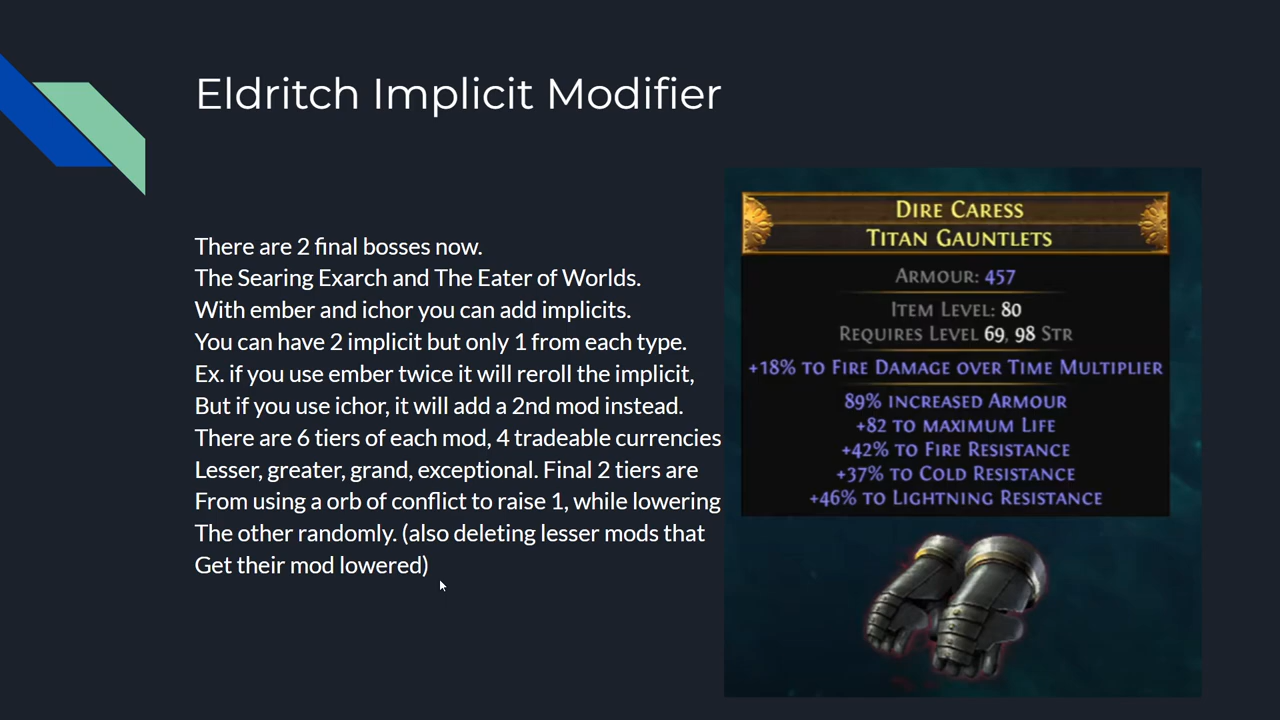 Eldritch Implicit Modifier
There are 2 final bosses now.
The Searing Exarch and The Eater of Worlds.
With ember and ichor you can add implicits.
You can have 2 implicit but only 1 from each type.
Ex. if you use ember twice it will reroll the implicit,
But if you use ichor, it will add a 2nd mod instead.
There are 6 tiers of each mod, 4 tradeable currencies
Lesser, greater, grand, exceptional. Final 2 tiers are
From using a orb of conflict to raise 1, while lowering
The other randomly. (also deleting lesser mods that
Get their mod lowered)
Dire Caress
Titan Gauntlets
Armour: 457
Item Level: 80
Requires Level 69, 98 Str
+18% to Fire Damage over Time Multiplier
89% increased Armour
+82 to maximum Life
+42% to Fire Resistance
+37% to Cold Resistance
+46% to Lightning Resistance